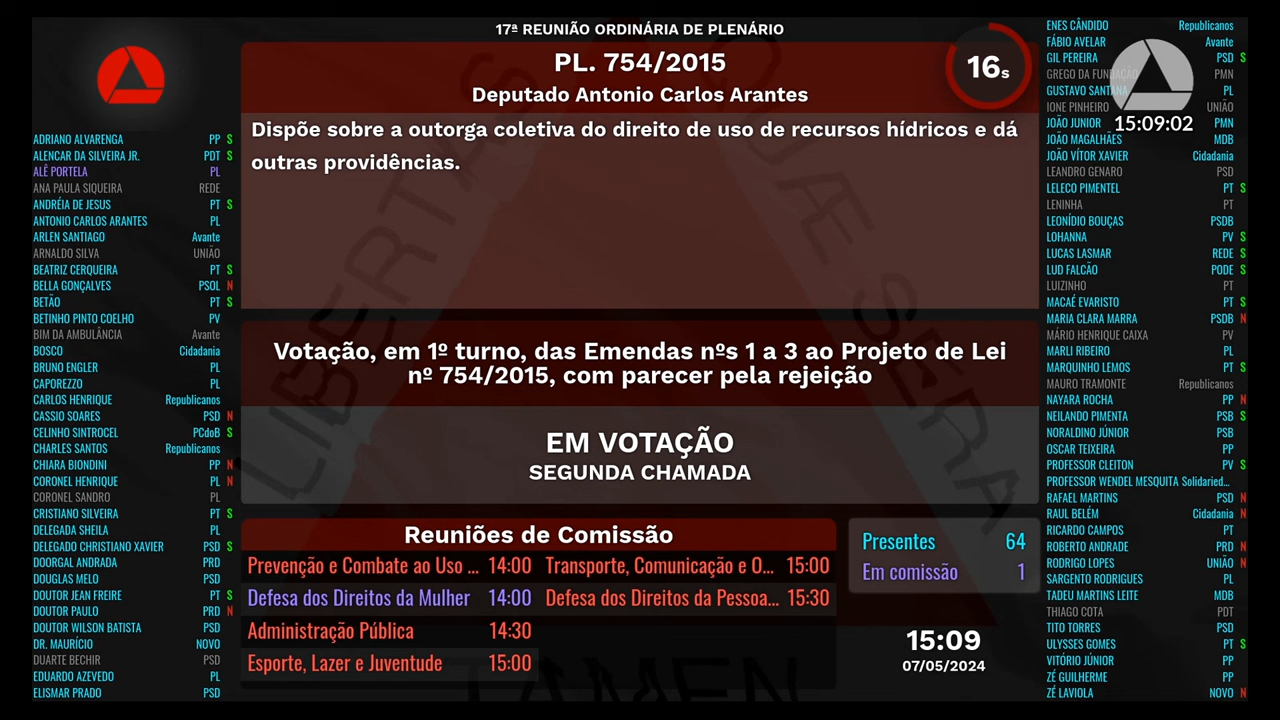 17ª REUNIÃO ORDINÁRIA DE PLENÁRIO
PL. 754/2015
Deputado Antonio Carlos Arantes
16s
Dispõe sobre a outorga coletiva do direito de uso de recursos hídricos e dá
outras providências.
Votação, em 1º turno, das Emendas nºs 1 a 3 ao Projeto de Lei
nº 754/2015, com parecer pela rejeição
EM VOTAÇÃO
SEGUNDA CHAMADA
Reuniões de Comissão
Prevenção e Combate ao Uso ... 14:00 Transporte, Comunicação e O... 15:00
Defesa dos Direitos da Mulher 14:00 Defesa dos Direitos da Pessoa... 15:30
Administração Pública 14:30
Esporte, Lazer e Juventude 15:00
Presentes 64
Em comissão 1
15:09
07/05/2024
15:09:02
ADRIANO ALVARENGA PP S
ALENCAR DA SILVEIRA JR. PDT S
ALÊ PORTELA PL
ANA PAULA SIQUEIRA REDE
ANDRÉIA DE JESUS PT S
ANTONIO CARLOS ARANTES PL
ARLEN SANTIAGO Avante
ARNALDO SILVA UNIÃO
BEATRIZ CERQUEIRA PT S
BELLA GONÇALVES PSOL N
BETÃO PT S
BETINHO PINTO COELHO PV
BIM DA AMBULÂNCIA Avante
BOSCO Cidadania
BRUNO ENGLER PL
CAPOREZZO PL
CARLOS HENRIQUE Republicanos
CASSIO SOARES PSD N
CELINHO SINTROCEL PCdoB S
CHARLES SANTOS Republicanos
CHIARA BIONDINI PP N
CORONEL HENRIQUE PL N
CORONEL SANDRO PL
CRISTIANO SILVEIRA PT S
DELEGADA SHEILA PL
DELEGADO CHRISTIANO XAVIER PSD S
DOORGAL ANDRADA PRD
DOUGLAS MELO PSD
DOUTOR JEAN FREIRE PT S
DOUTOR PAULO PRD N
DOUTOR WILSON BATISTA PSD
DR. MAURÍCIO NOVO
DUARTE BECHIR PSD
EDUARDO AZEVEDO PL
ELISMAR PRADO PSD
ENES CÂNDIDO Republicanos
FÁBIO AVELAR Avante
GIL PEREIRA PSD S
GREGO DA FUNDAÇÃO PMN
GUSTAVO SANTANA PL
IONE PINHEIRO UNIÃO
JOÃO JUNIOR PMN
JOÃO MAGALHÃES MDB
JOÃO VÍTOR XAVIER Cidadania
LEANDRO GENARO PSD
LELECO PIMENTEL PT S
LENINHA PT
LEONÍDIO BOUÇAS PSDB
LOHANNA PV S
LUCAS LASMAR REDE S
LUD FALCÃO PODE S
LUIZINHO PT
MACAÉ EVARISTO PT S
MARIA CLARA MARRA PSDB N
MÁRIO HENRIQUE CAIXA PV
MARLI RIBEIRO PL
MARQUINHO LEMOS PT S
MAURO TRAMONTE Republicanos
NAYARA ROCHA PP N
NEILANDO PIMENTA PSB S
NORALDINO JÚNIOR PSB
OSCAR TEIXEIRA PP
PROFESSOR CLEITON PV S
PROFESSOR WENDEL MESQUITA Solidaried...
RAFAEL MARTINS PSD N
RAUL BELÉM Cidadania N
RICARDO CAMPOS PT
ROBERTO ANDRADE PRD N
RODRIGO LOPES UNIÃO N
SARGENTO RODRIGUES PL
TADEU MARTINS LEITE MDB
THIAGO COTA PDT
TITO TORRES PSD
ULYSSES GOMES PT S
VITÓRIO JÚNIOR PP
ZÉ GUILHERME PP
ZÉ LAVIOLA NOVO N